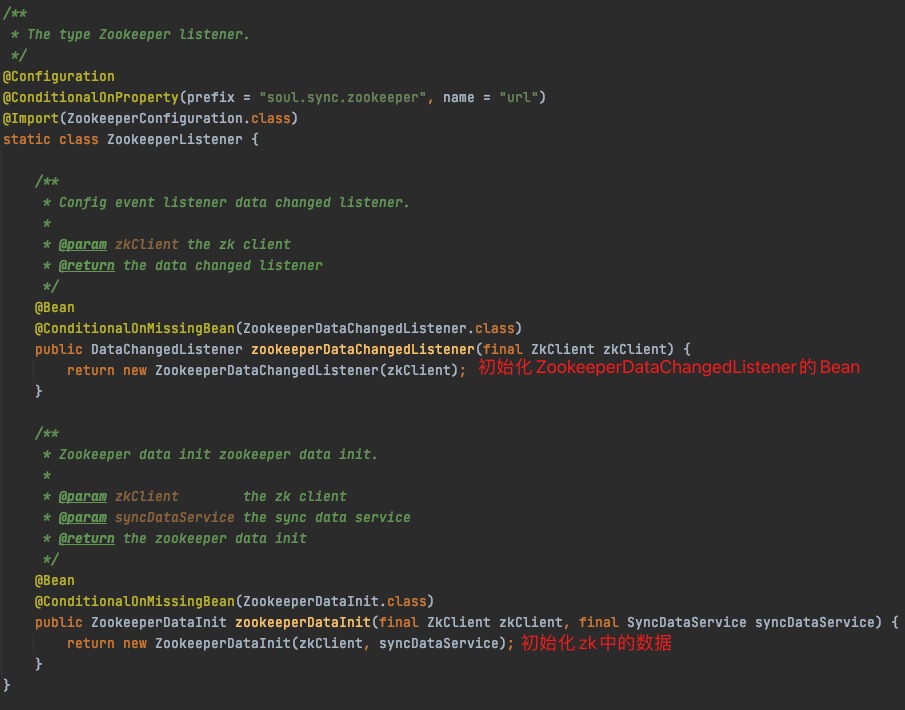 /**
 * The type Zookeeper listener.
 */
@Configuration
@ConditionalOnProperty(prefix = "soul.sync.zookeeper", name = "url")
@Import(ZookeeperConfiguration.class)
static class ZookeeperListener {

    /**
     * Config event listener data changed listener.
     *
     * @param zkClient the zk client
     * @return the data changed listener
     */
    @Bean
    @ConditionalOnMissingBean(ZookeeperDataChangedListener.class)
    public DataChangedListener zookeeperDataChangedListener(final ZkClient zkClient) {
        return new ZookeeperDataChangedListener(zkClient); 初始化 ZookeeperDataChangedListener 的 Bean
    }

    /**
     * Zookeeper data init zookeeper data init.
     *
     * @param zkClient        the zk client
     * @param syncDataService the sync data service
     * @return the zookeeper data init
     */
    @Bean
    @ConditionalOnMissingBean(ZookeeperDataInit.class)
    public ZookeeperDataInit zookeeperDataInit(final ZkClient zkClient, final SyncDataService syncDataService) {
        return new ZookeeperDataInit(zkClient, syncDataService); 初始化 zk 中的数据
    }
}